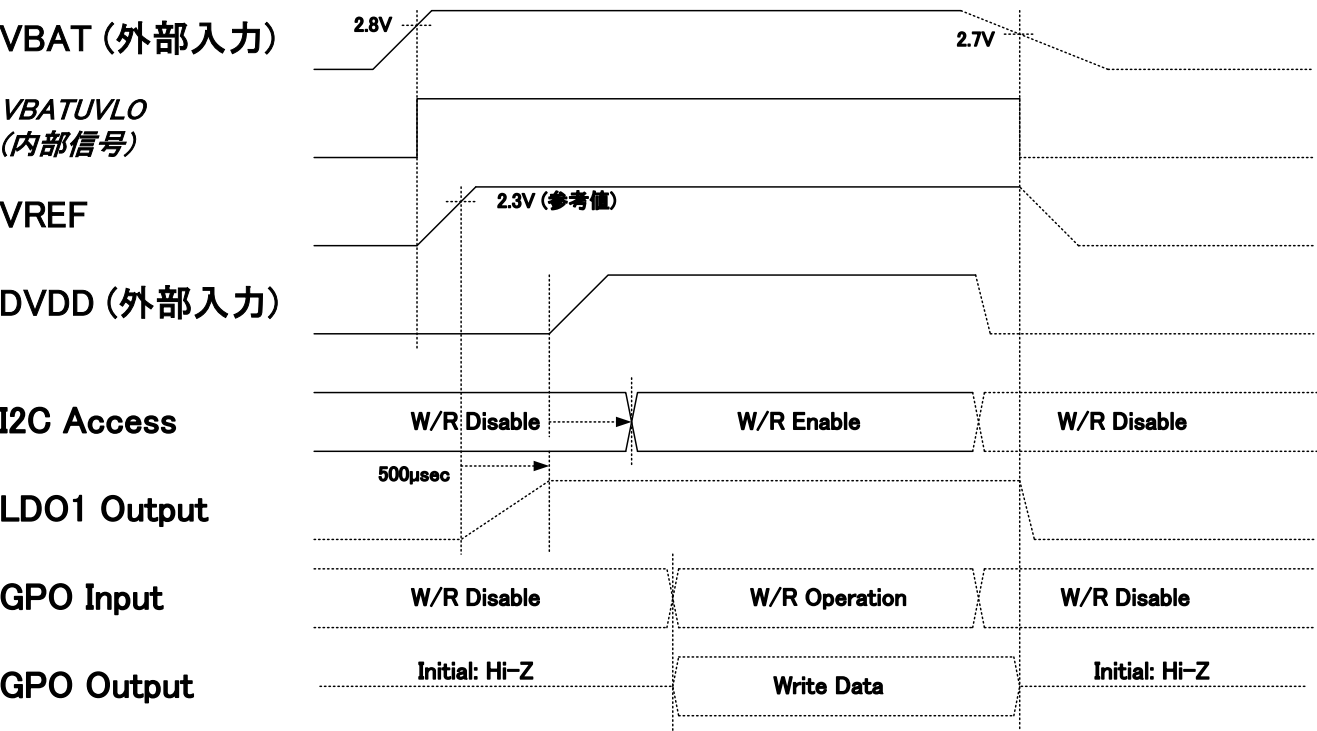 VBAT (外部入力)
2.8V
2.7V
VBATUVLO
(内部信号)
VREF
2.3V (参考値)
DVDD (外部入力)
I2C Access
W/R Disable
W/R Enable
W/R Disable
500μsec
LDO1 Output
GPO Input
W/R Disable
W/R Operation
W/R Disable
GPO Output
Initial: Hi-Z
Write Data
Initial: Hi-Z